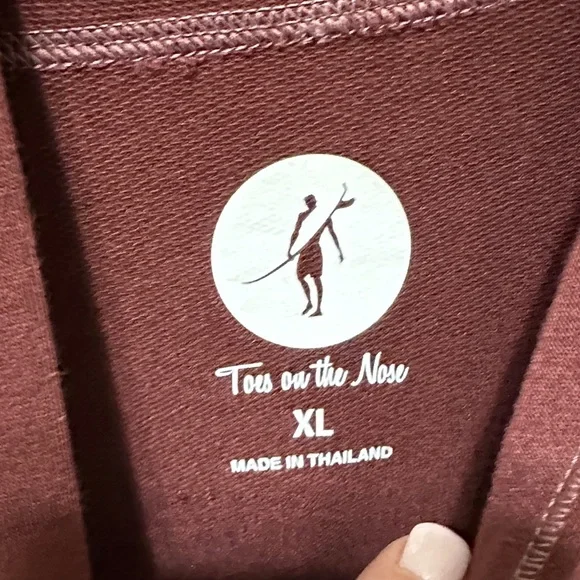 Toes on the Nose
XL
MADE IN THAILAND